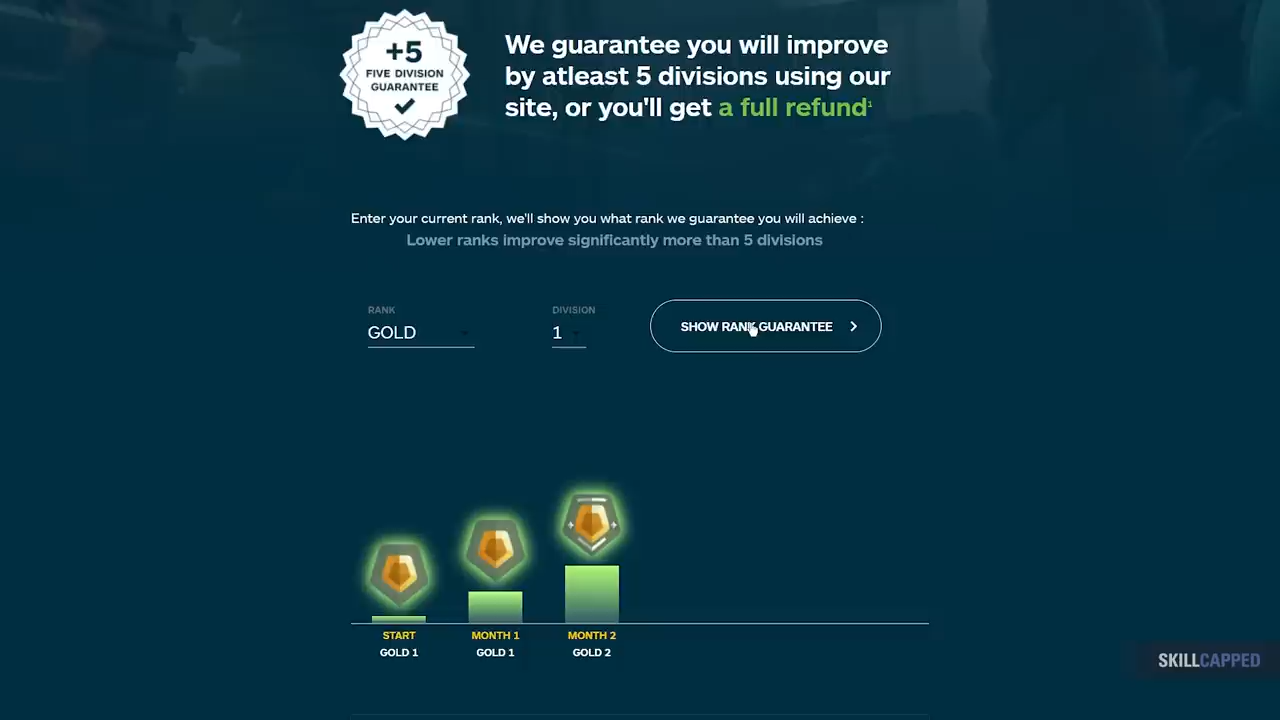 +5
FIVE DIVISION
GUARANTEE
We guarantee you will improve
by atleast 5 divisions using our
site, or you'll get a full refund¹
Enter your current rank, we'll show you what rank we guarantee you will achieve :
Lower ranks improve significantly more than 5 divisions
RANK
DIVISION
GOLD
1
SHOW RANK GUARANTEE
START
MONTH 1
MONTH 2
GOLD 1
GOLD 1
GOLD 2
SKILLCAPPED